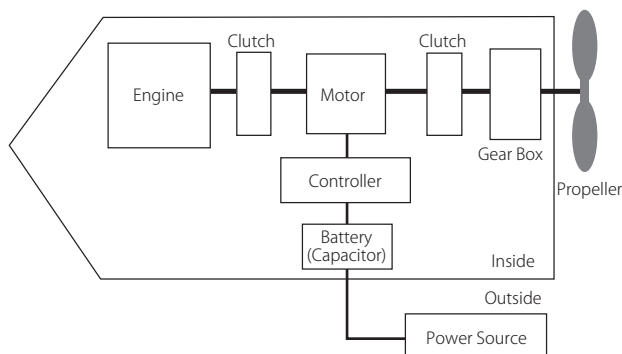 Clutch
Clutch
Engine
Motor
Gear Box
Controller
Propeller
Battery
(Capacitor)
Inside
Outside
Power Source